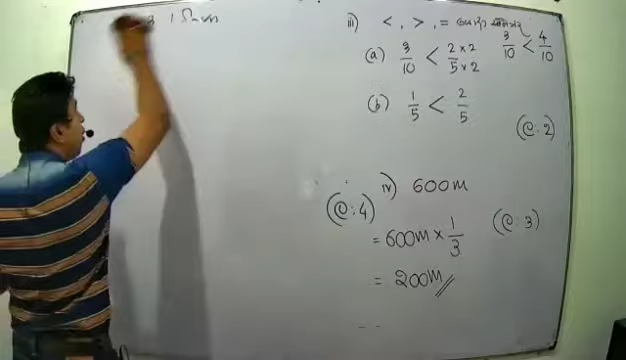 iii) < , > , =
(a) 3/10 < 2×2/5×2
3/10 < 4/10
(b) 1/5 < 2/5
(ල: 2)
iv) 600m
(ල: 4)
= 600m × 1/3
(ල: 3)
= 200m